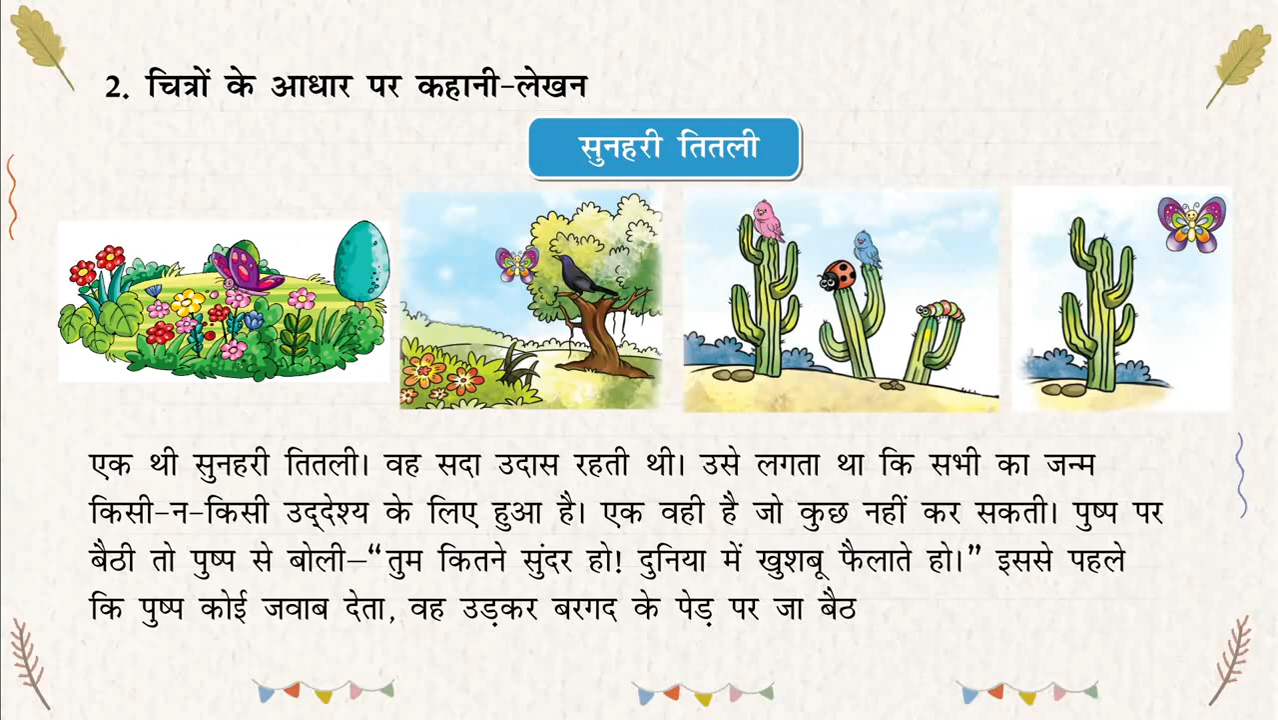 2. चित्रों के आधार पर कहानी-लेखन
सुनहरी तितली
एक थी सुनहरी तितली। वह सदा उदास रहती थी। उसे लगता था कि सभी का जन्म
किसी-न-किसी उद्‌देश्य के लिए हुआ है। एक वही है जो कुछ नहीं कर सकती। पुष्प पर
बैठी तो पुष्प से बोली–“तुम कितने सुंदर हो! दुनिया में खुशबू फैलाते हो।” इससे पहले
कि पुष्प कोई जवाब देता, वह उड़कर बरगद के पेड़ पर जा बैठ